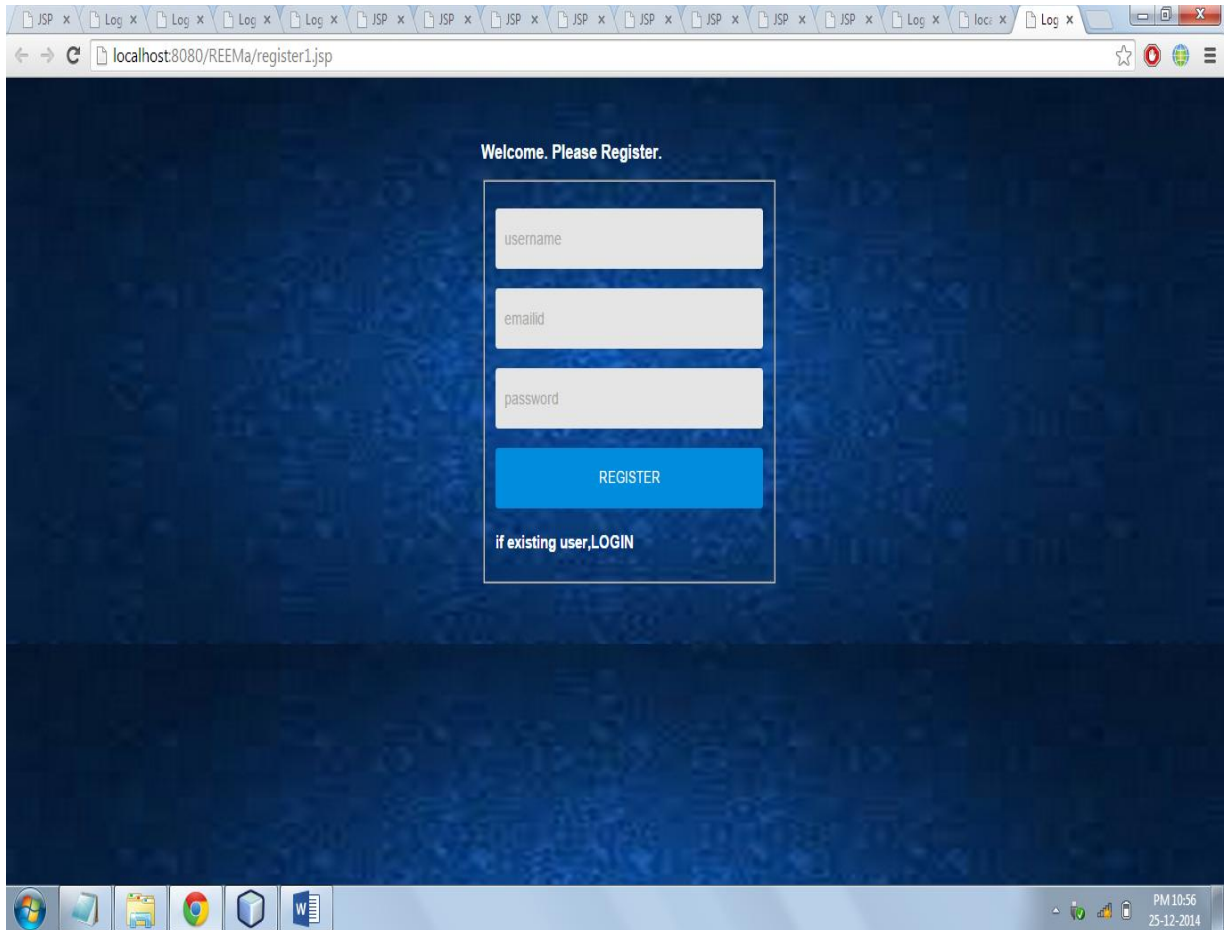 JSP Log Log Log Log JSP JSP JSP JSP JSP JSP JSP Log loca Log
localhost:8080/REEMa/register1.jsp
Welcome. Please Register.
username
emailid
password
REGISTER
if existing user,LOGIN
PM 10:56
25-12-2014